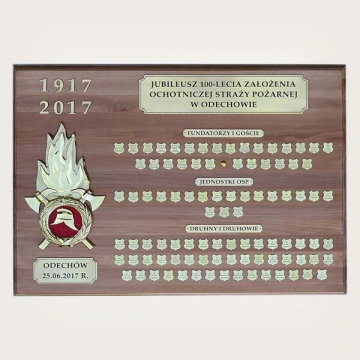 1917
2017
JUBILEUSZ 100-LECIA ZAŁOŻENIA
OCHOTNICZEJ STRAŻY POŻARNEJ
W ODECHOWIE
FUNDATORZY I GOŚCIE
JEDNOSTKI OSP
DRUHNY I DRUHOWIE
ODECHÓW
25.06.2017 R.